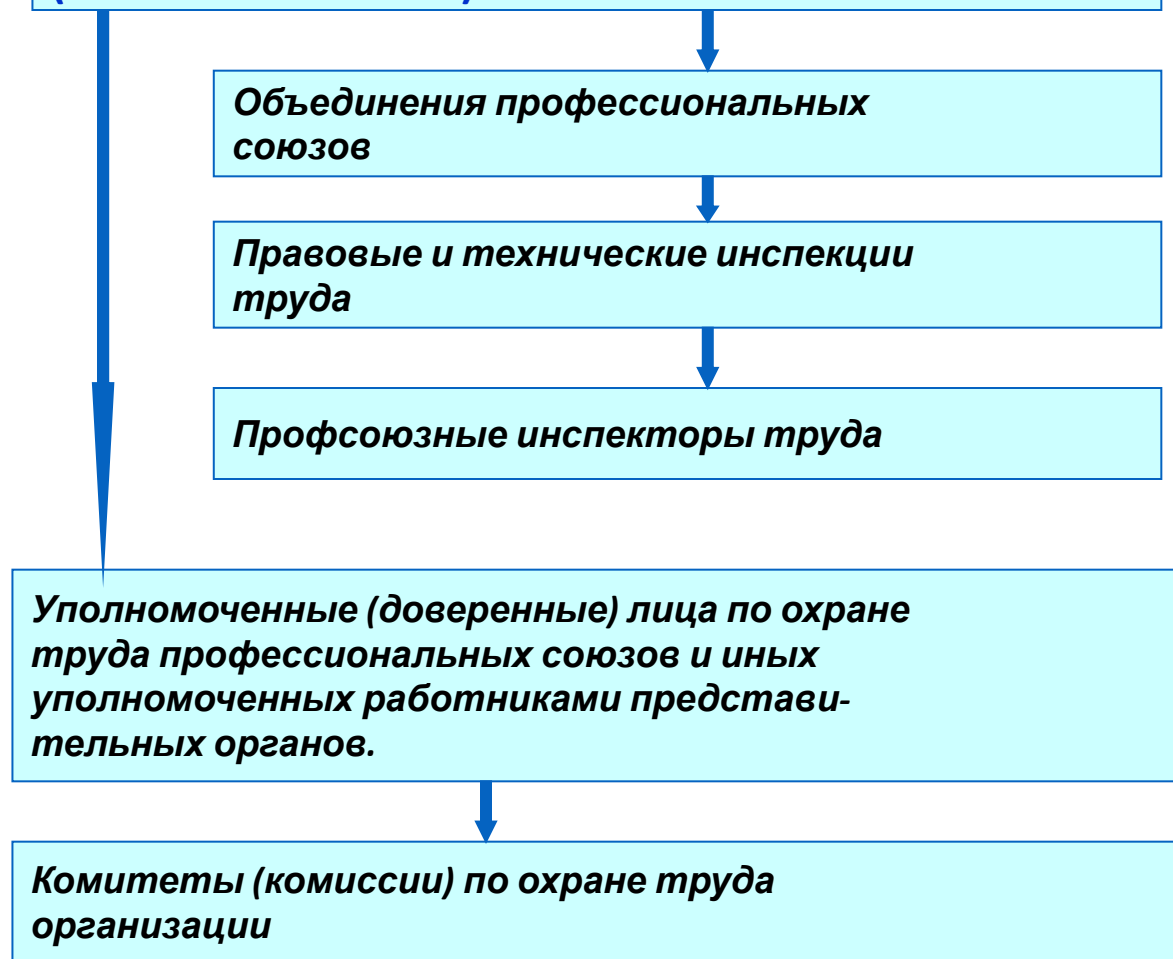 Объединения профессиональных
союзов
Правовые и технические инспекции
труда
Профсоюзные инспекторы труда
Уполномоченные (доверенные) лица по охране
труда профессиональных союзов и иных
уполномоченных работниками представи-
тельных органов.
Комитеты (комиссии) по охране труда
организации